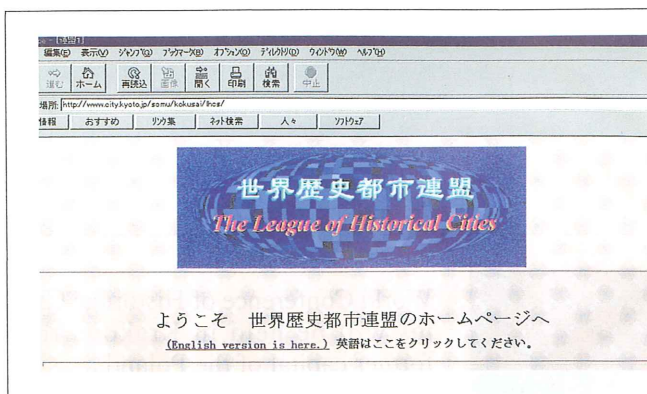 編集(E) 表示(V) ジャンプ(G) ブックマーク(B) オプション(O) ディレクトリ(D) ウィンドウ(W) ヘルプ(H)
進む ホーム 再読込 画像 開く 印刷 検索 中止
場所: http://www.city.kyoto.jp/somu/kokusai/lhcs/
情報 おすすめ リンク集 ネット検索 人々 ソフトウェア
世界歴史都市連盟
The League of Historical Cities
ようこそ 世界歴史都市連盟のホームページへ
(English version is here.) 英語はここをクリックしてください。